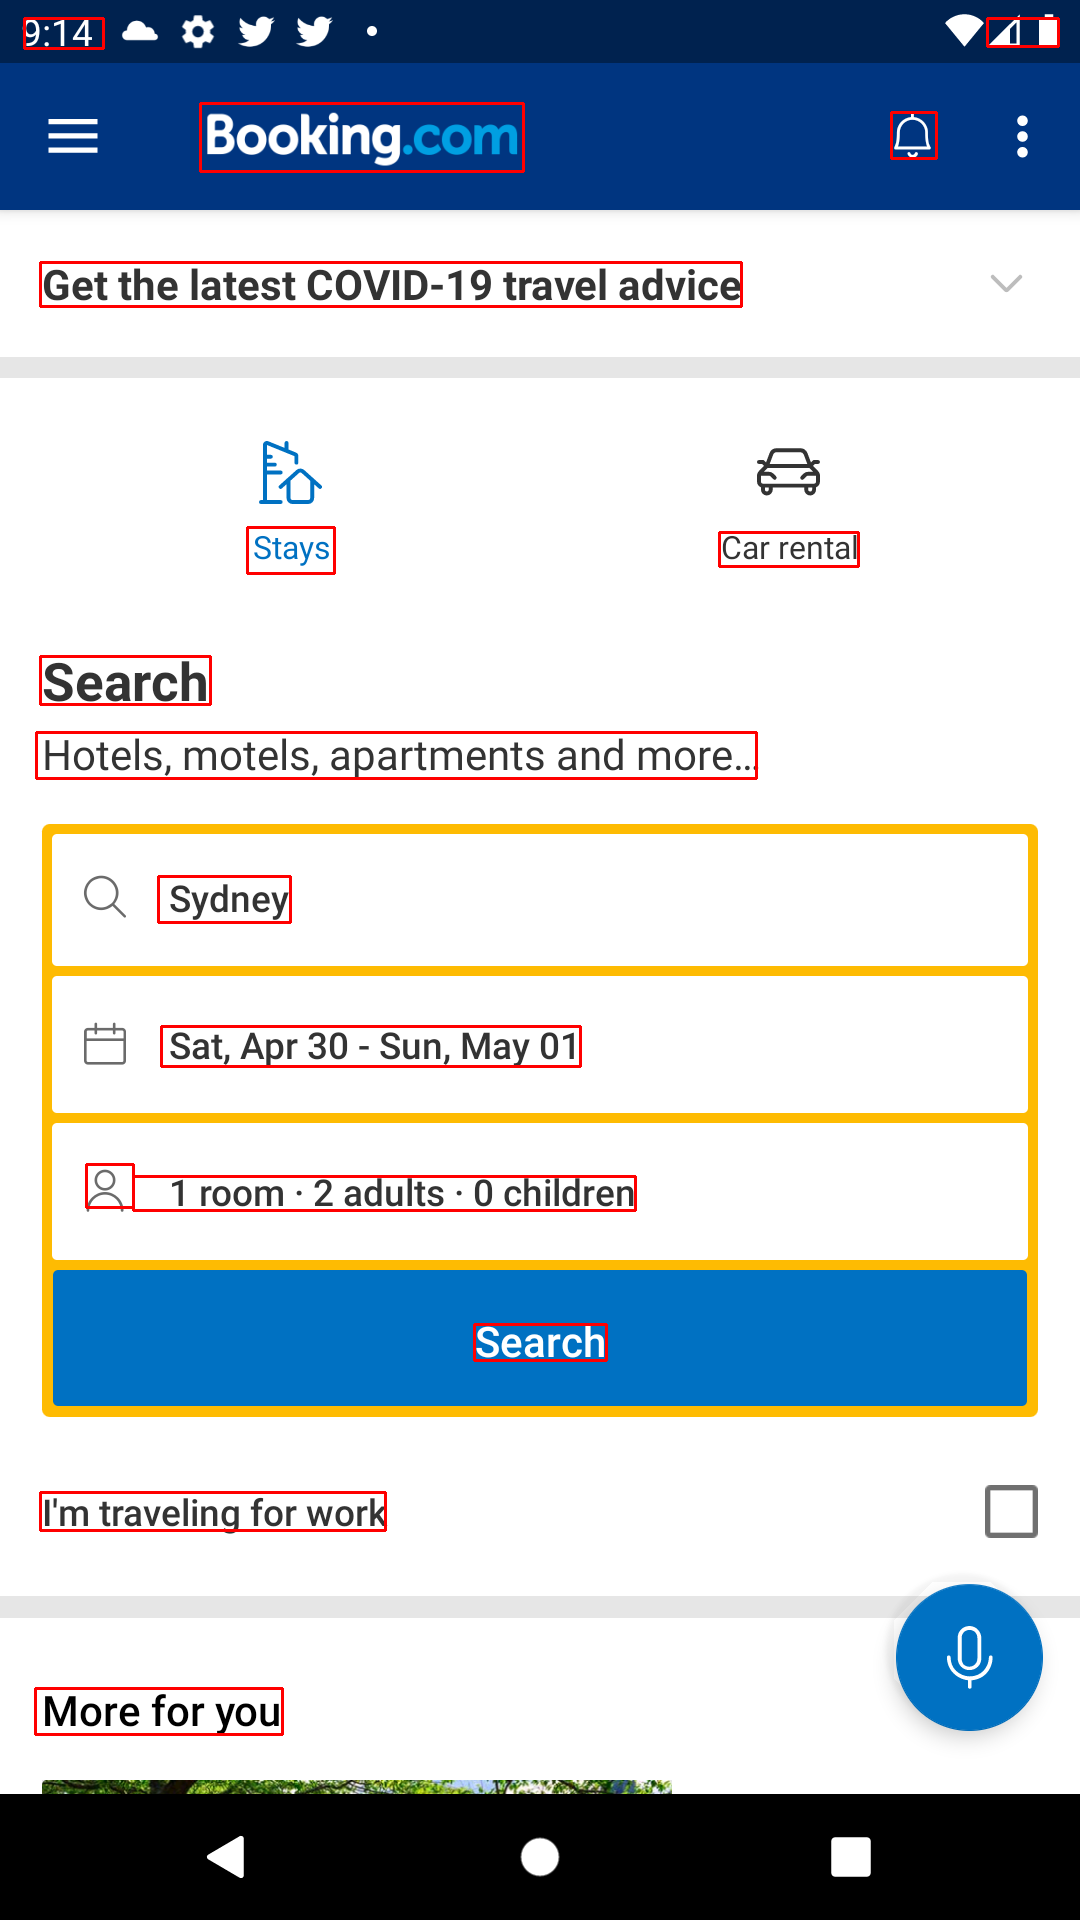 9:14
Booking.com
Get the latest COVID-19 travel advice
Stays
Car rental
Search
Hotels, motels, apartments and more...
Sydney
Sat, Apr 30 - Sun, May 01
1 room · 2 adults · 0 children
Search
I'm traveling for work
More for you